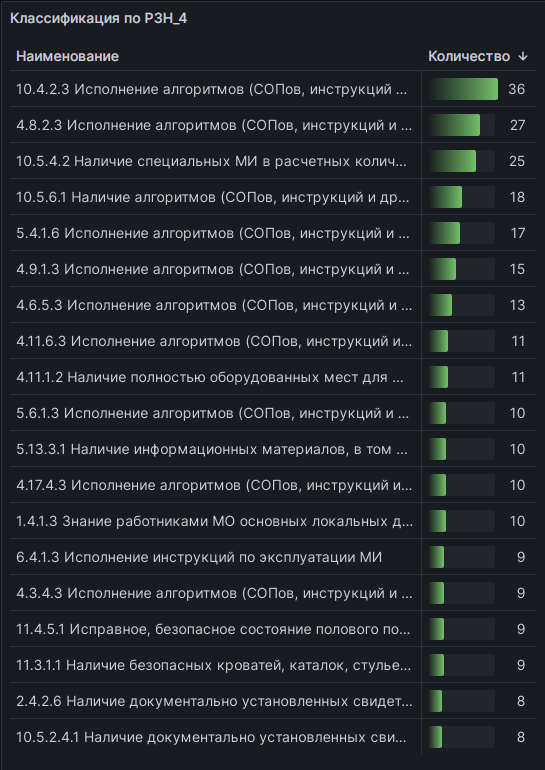 Классификация по РЗН_4
Наименование Количество ↓
10.4.2.3 Исполнение алгоритмов (СОПов, инструкций ... 36
4.8.2.3 Исполнение алгоритмов (СОПов, инструкций и ... 27
10.5.4.2 Наличие специальных МИ в расчетных колич... 25
10.5.6.1 Наличие алгоритмов (СОПов, инструкций и др... 18
5.4.1.6 Исполнение алгоритмов (СОПов, инструкций и ... 17
4.9.1.3 Исполнение алгоритмов (СОПов, инструкций и ... 15
4.6.5.3 Исполнение алгоритмов (СОПов, инструкций и ... 13
4.11.6.3 Исполнение алгоритмов (СОПов, инструкций и... 11
4.11.1.2 Наличие полностью оборудованных мест для ... 11
5.6.1.3 Исполнение алгоритмов (СОПов, инструкций и ... 10
5.13.3.1 Наличие информационных материалов, в том ... 10
4.17.4.3 Исполнение алгоритмов (СОПов, инструкций и... 10
1.4.1.3 Знание работниками МО основных локальных д... 10
6.4.1.3 Исполнение инструкций по эксплуатации МИ 9
4.3.4.3 Исполнение алгоритмов (СОПов, инструкций и ... 9
11.4.5.1 Исправное, безопасное состояние полового по... 9
11.3.1.1 Наличие безопасных кроватей, каталок, стулье... 9
2.4.2.6 Наличие документально установленных свидет... 8
10.5.2.4.1 Наличие документально установленных сви... 8